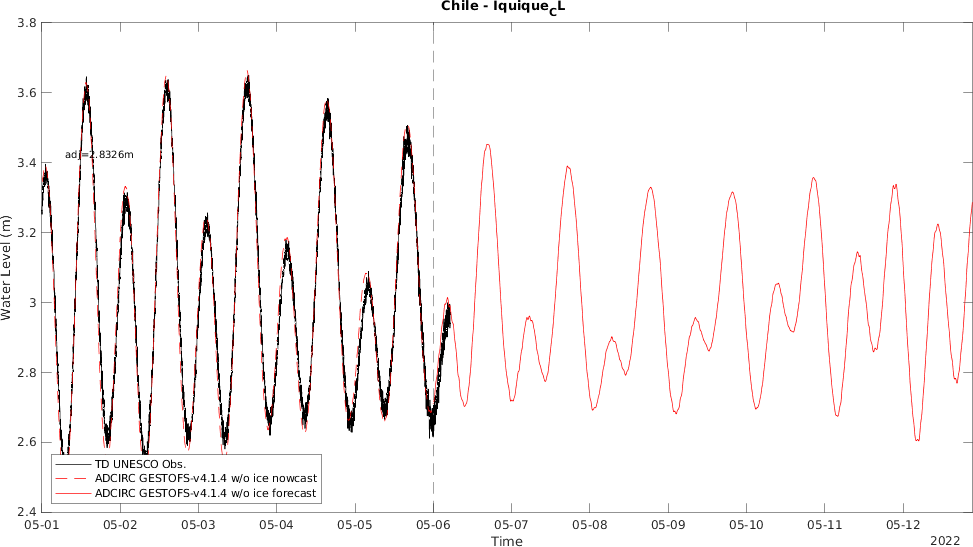 Chile - Iquique_CL
3.8
3.6
3.4
3.2
3
2.8
2.6
2.4
Water Level (m)
adj=2.8326m
TD UNESCO Obs.
ADCIRC GESTOFS-v4.1.4 w/o ice nowcast
ADCIRC GESTOFS-v4.1.4 w/o ice forecast
05-01 05-02 05-03 05-04 05-05 05-06 05-07 05-08 05-09 05-10 05-11 05-12
Time
2022